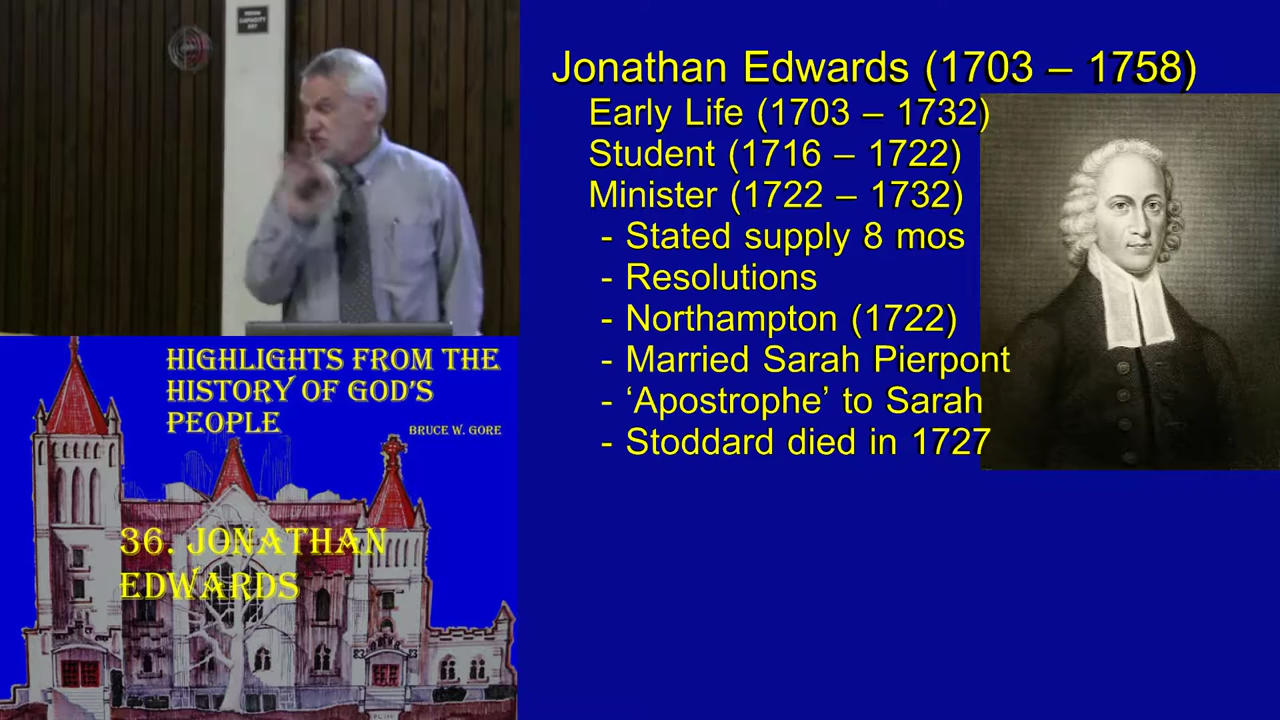 ROOM
CAPACITY
Jonathan Edwards (1703 – 1758)
Early Life (1703 – 1732)
Student (1716 – 1722)
Minister (1722 – 1732)
- Stated supply 8 mos
- Resolutions
- Northampton (1722)
- Married Sarah Pierpont
- ‘Apostrophe’ to Sarah
- Stoddard died in 1727
HIGHLIGHTS FROM THE
HISTORY OF GOD'S
PEOPLE
BRUCE W. GORE
36. JONATHAN
EDWARDS